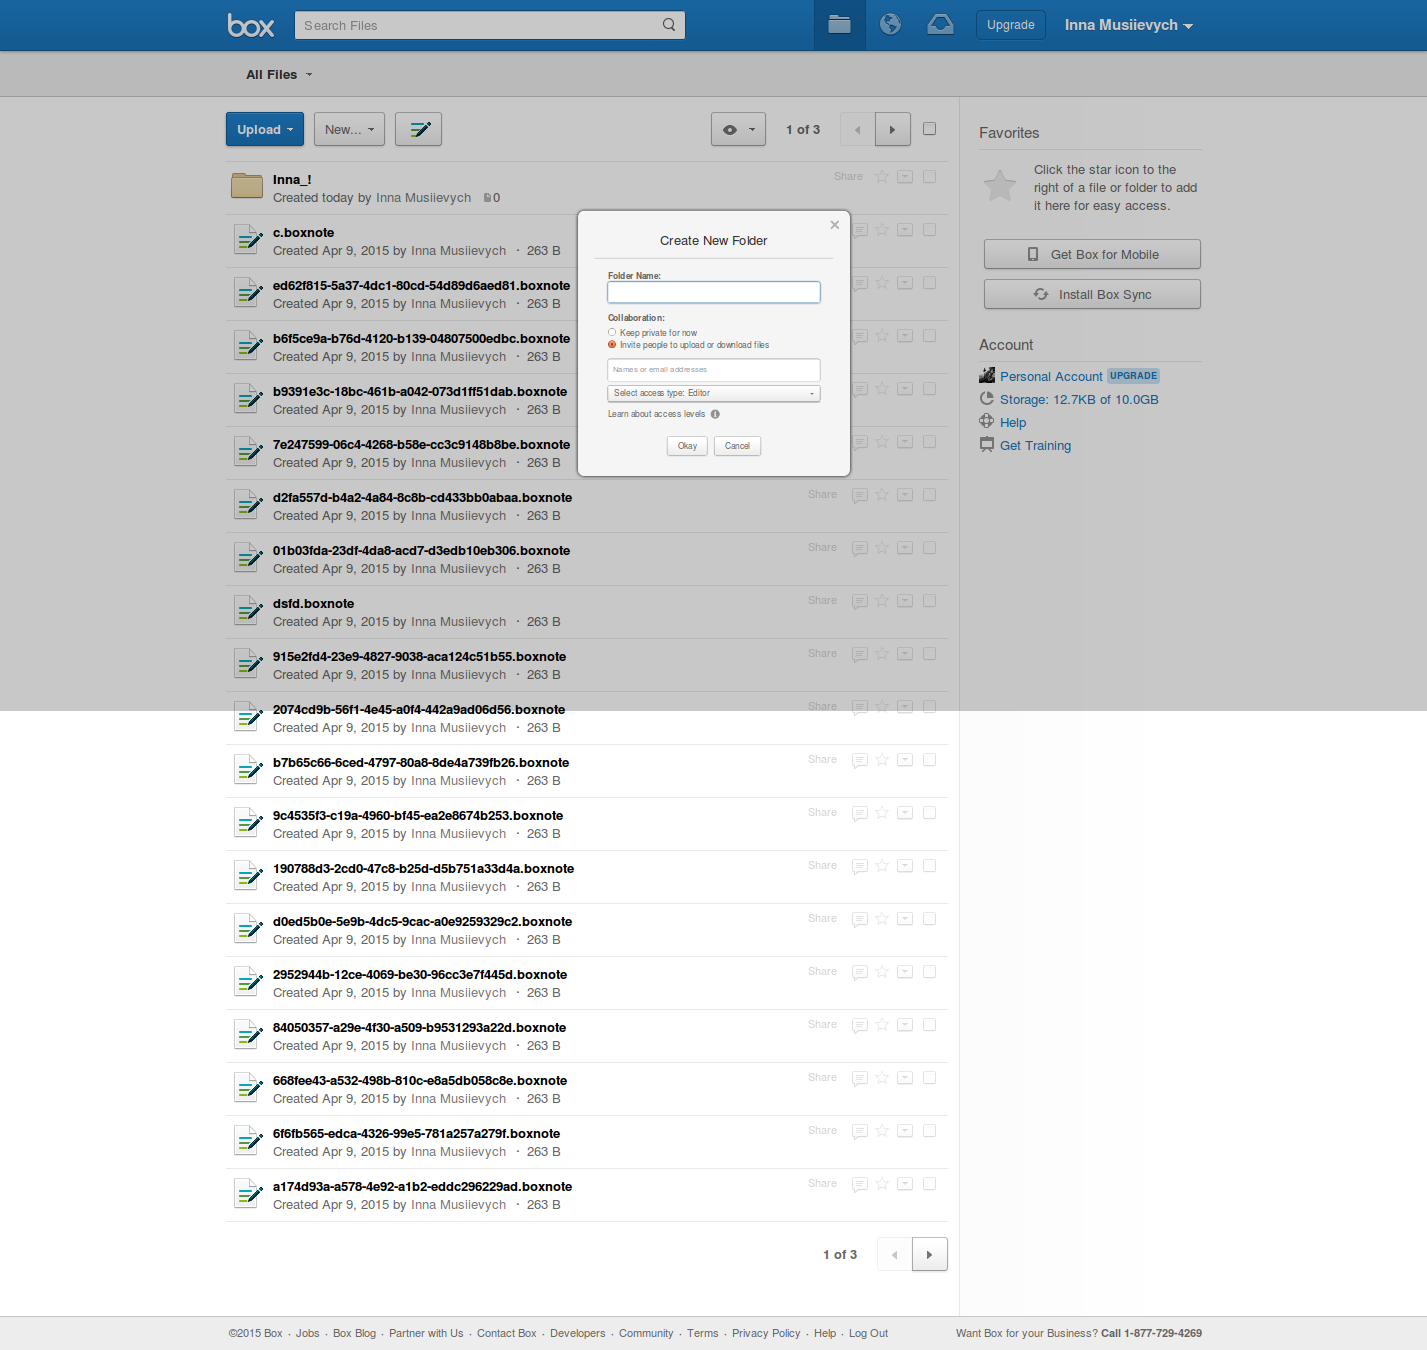 box
Search Files
Upgrade
Inna Musiievych
All Files
Upload
New...
1 of 3
Inna_!
Share
Created today by Inna Musiievych 0
c.boxnote
Created Apr 9, 2015 by Inna Musiievych · 263 B
ed62f815-5a37-4dc1-80cd-54d89d6aed81.boxnote
Created Apr 9, 2015 by Inna Musiievych · 263 B
b6f5ce9a-b76d-4120-b139-04807500edbc.boxnote
Created Apr 9, 2015 by Inna Musiievych · 263 B
b9391e3c-18bc-461b-a042-073d1ff51dab.boxnote
Created Apr 9, 2015 by Inna Musiievych · 263 B
7e247599-06c4-4268-b58e-cc3c9148b8be.boxnote
Created Apr 9, 2015 by Inna Musiievych · 263 B
d2fa557d-b4a2-4a84-8c8b-cd433bb0abaa.boxnote
Share
Created Apr 9, 2015 by Inna Musiievych · 263 B
01b03fda-23df-4da8-acd7-d3edb10eb306.boxnote
Share
Created Apr 9, 2015 by Inna Musiievych · 263 B
dsfd.boxnote
Share
Created Apr 9, 2015 by Inna Musiievych · 263 B
915e2fd4-23e9-4827-9038-aca124c51b55.boxnote
Share
Created Apr 9, 2015 by Inna Musiievych · 263 B
2074cd9b-56f1-4e45-a0f4-442a9ad06d56.boxnote
Share
Created Apr 9, 2015 by Inna Musiievych · 263 B
b7b65c66-6ced-4797-80a8-8de4a739fb26.boxnote
Share
Created Apr 9, 2015 by Inna Musiievych · 263 B
9c4535f3-c19a-4960-bf45-ea2e8674b253.boxnote
Share
Created Apr 9, 2015 by Inna Musiievych · 263 B
190788d3-2cd0-47c8-b25d-d5b751a33d4a.boxnote
Share
Created Apr 9, 2015 by Inna Musiievych · 263 B
d0ed5b0e-5e9b-4dc5-9cac-a0e9259329c2.boxnote
Share
Created Apr 9, 2015 by Inna Musiievych · 263 B
2952944b-12ce-4069-be30-96cc3e7f445d.boxnote
Share
Created Apr 9, 2015 by Inna Musiievych · 263 B
84050357-a29e-4f30-a509-b9531293a22d.boxnote
Share
Created Apr 9, 2015 by Inna Musiievych · 263 B
668fee43-a532-498b-810c-e8a5db058c8e.boxnote
Share
Created Apr 9, 2015 by Inna Musiievych · 263 B
6f6fb565-edca-4326-99e5-781a257a279f.boxnote
Share
Created Apr 9, 2015 by Inna Musiievych · 263 B
a174d93a-a578-4e92-a1b2-eddc296229ad.boxnote
Share
Created Apr 9, 2015 by Inna Musiievych · 263 B
1 of 3
Create New Folder
Folder Name:
Collaboration:
Keep private for now
Invite people to upload or download files
Names or email addresses
Select access type: Editor
Learn about access levels
Okay
Cancel
Favorites
Click the star icon to the
right of a file or folder to add
it here for easy access.
Get Box for Mobile
Install Box Sync
Account
Personal Account UPGRADE
Storage: 12.7KB of 10.0GB
Help
Get Training
©2015 Box · Jobs · Box Blog · Partner with Us · Contact Box · Developers · Community · Terms · Privacy Policy · Help · Log Out
Want Box for your Business? Call 1-877-729-4269